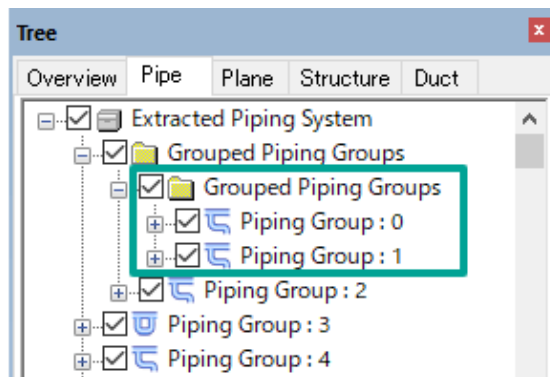 Tree
Overview Pipe Plane Structure Duct
Extracted Piping System
Grouped Piping Groups
Grouped Piping Groups
Piping Group : 0
Piping Group : 1
Piping Group : 2
Piping Group : 3
Piping Group : 4